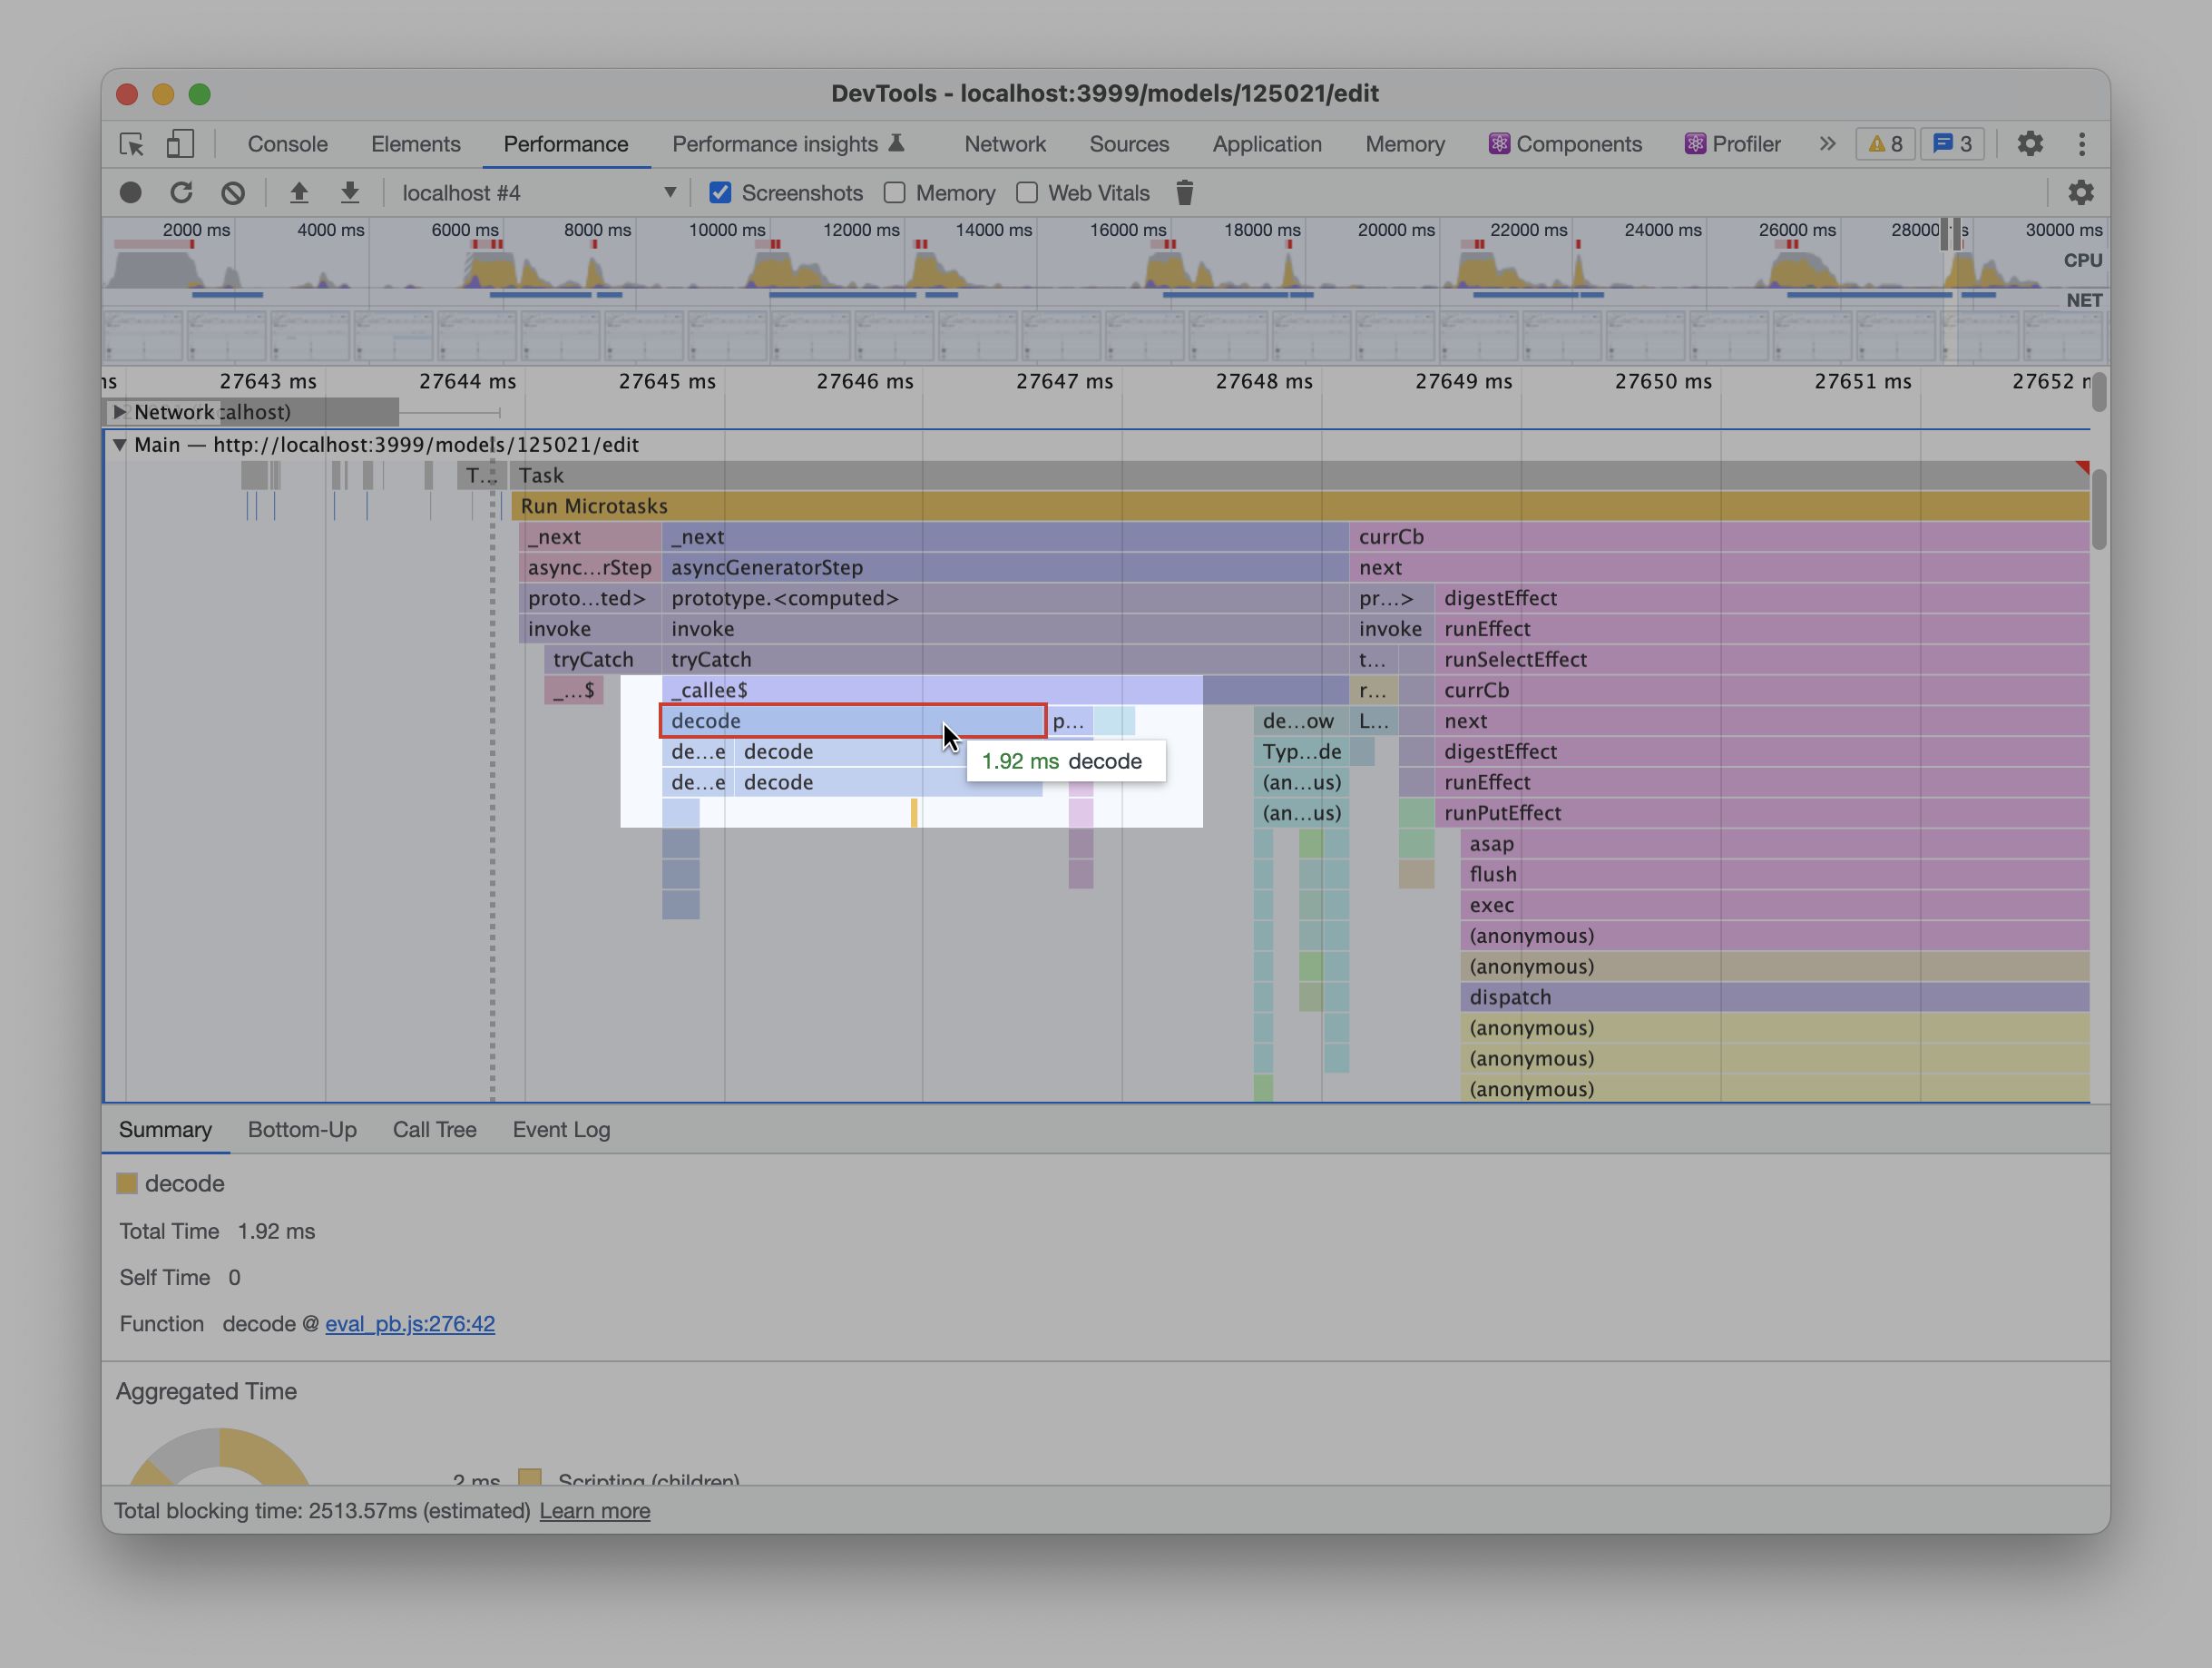 DevTools - localhost:3999/models/125021/edit
Console Elements Performance Performance insights Network Sources Application Memory Components Profiler 8 3
localhost #4 Screenshots Memory Web Vitals
2000 ms 4000 ms 6000 ms 8000 ms 10000 ms 12000 ms 14000 ms 16000 ms 18000 ms 20000 ms 22000 ms 24000 ms 26000 ms 28000 s 30000 ms
CPU
NET
ns 27643 ms 27644 ms 27645 ms 27646 ms 27647 ms 27648 ms 27649 ms 27650 ms 27651 ms 27652 m
Network calhost)
Main — http://localhost:3999/models/125021/edit
T... Task
Run Microtasks
_next _next currCb
async...rStep asyncGeneratorStep next
proto...ted> prototype.<computed> pr...> digestEffect
invoke invoke invoke runEffect
tryCatch tryCatch t... runSelectEffect
_...$ _callee$ r... currCb
decode p... de...ow L... next
de...e decode Typ...de digestEffect
1.92 ms decode
de...e decode (an...us) runEffect
(an...us) runPutEffect
asap
flush
exec
(anonymous)
(anonymous)
dispatch
(anonymous)
(anonymous)
(anonymous)
Summary Bottom-Up Call Tree Event Log
decode
Total Time 1.92 ms
Self Time 0
Function decode @ eval_pb.js:276:42
Aggregated Time
2 ms Scripting (children)
Total blocking time: 2513.57ms (estimated) Learn more